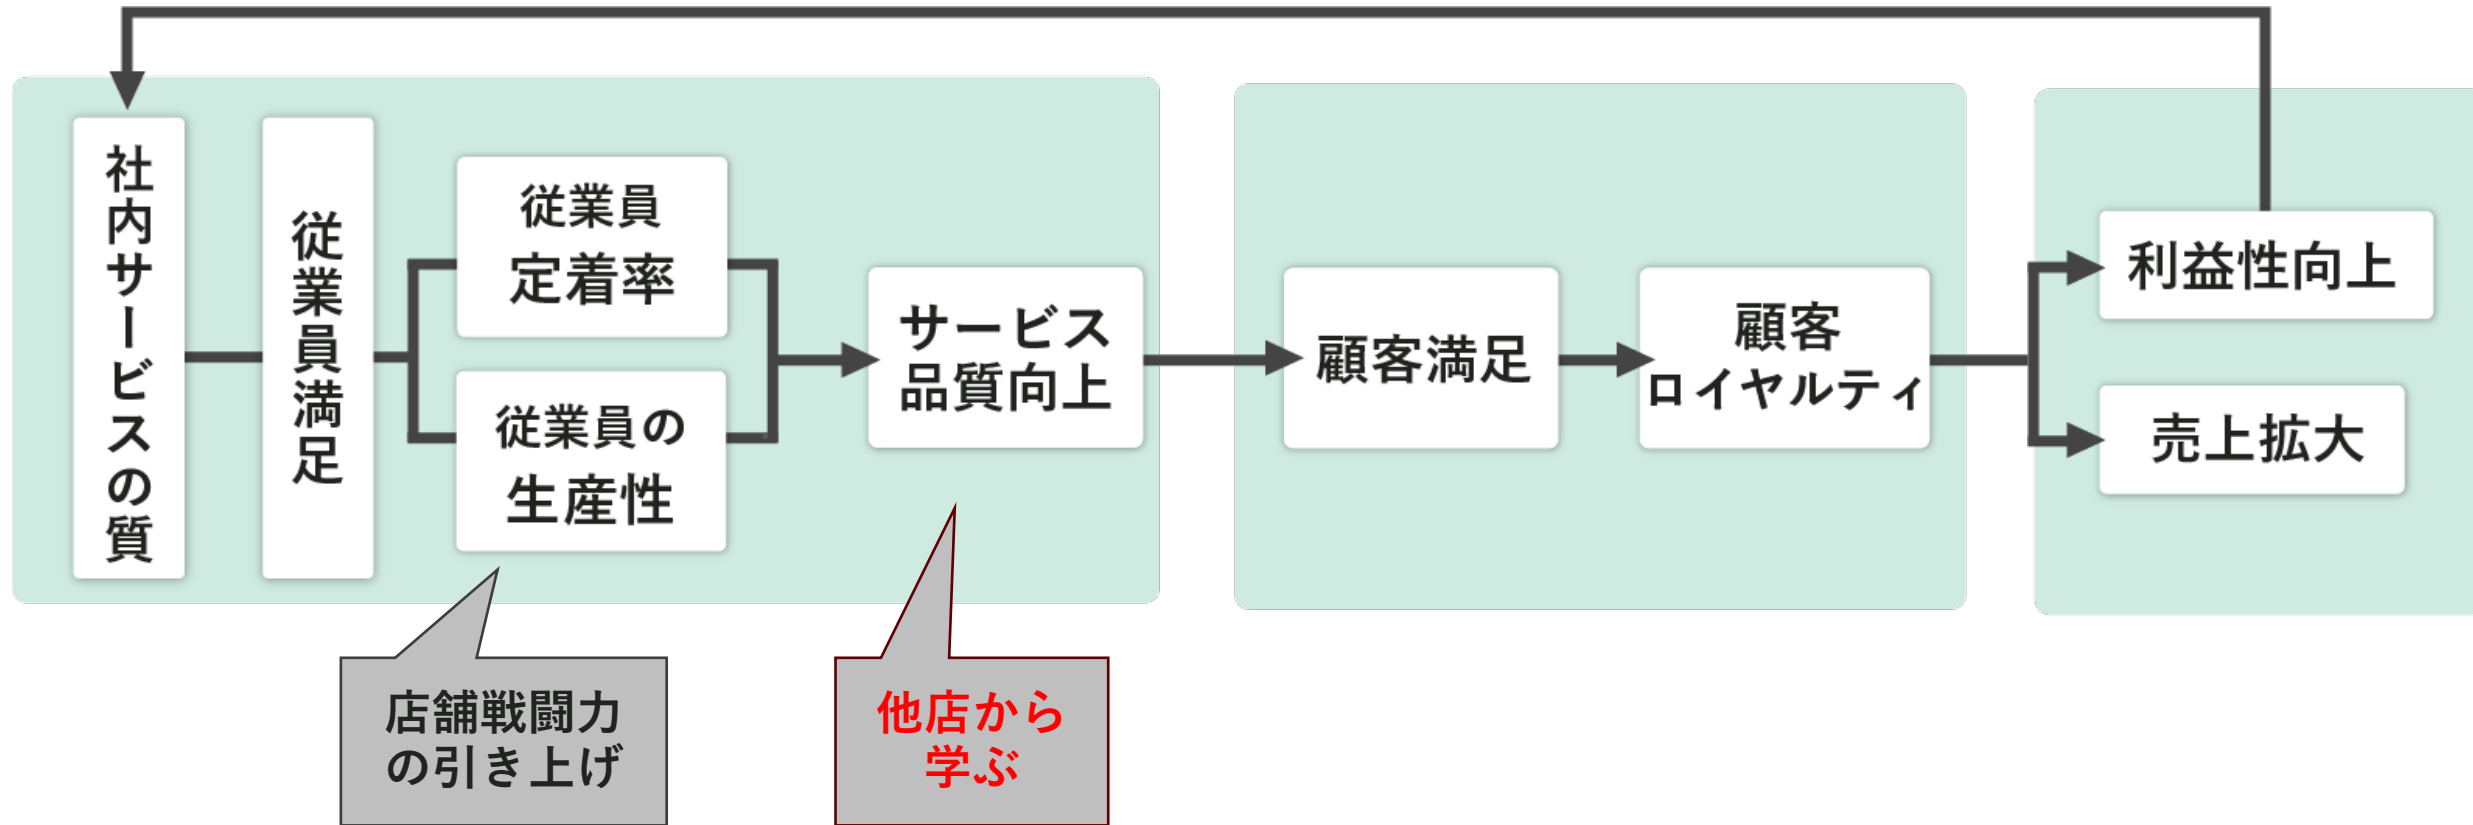 社内サービスの質
従業員満足
従業員
定着率
従業員の
生産性
サービス
品質向上
顧客満足
顧客
ロイヤルティ
利益性向上
売上拡大
店舗戦闘力
の引き上げ
他店から
学ぶ